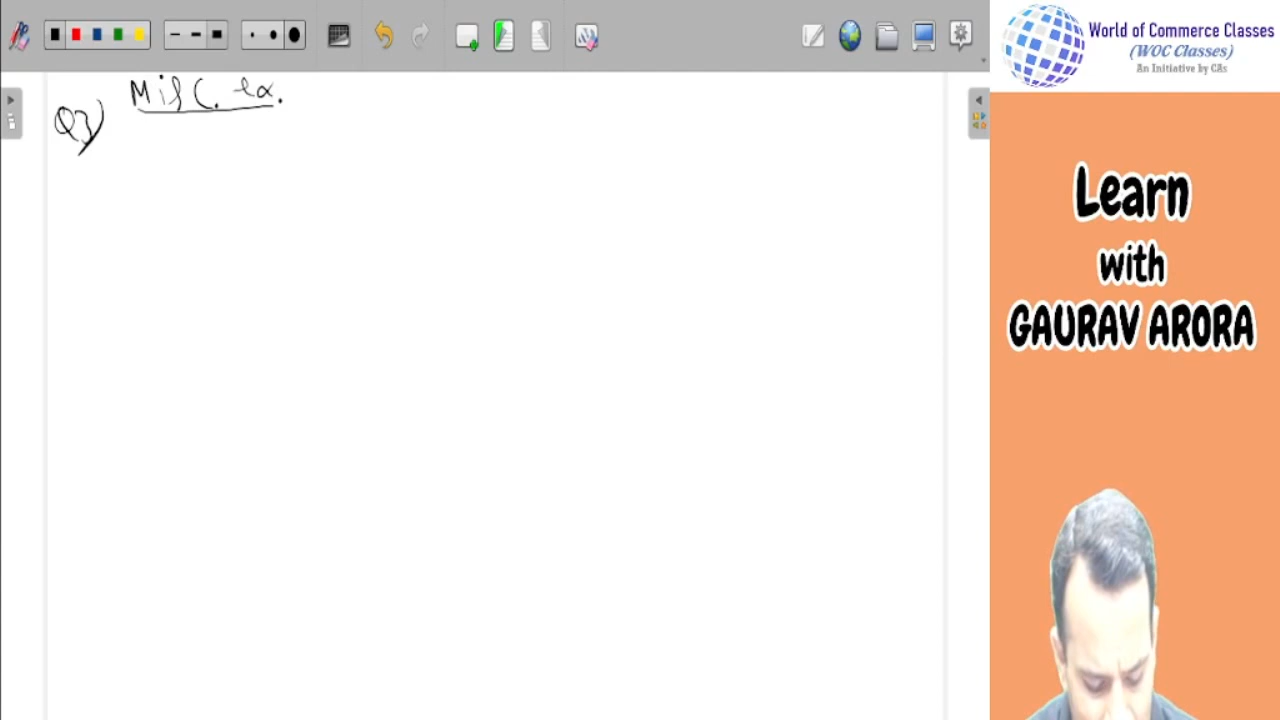 Misc. Ex.
Q3)
World of Commerce Classes
(WOC Classes)
An Initiative by CAs
Learn
with
GAURAV ARORA